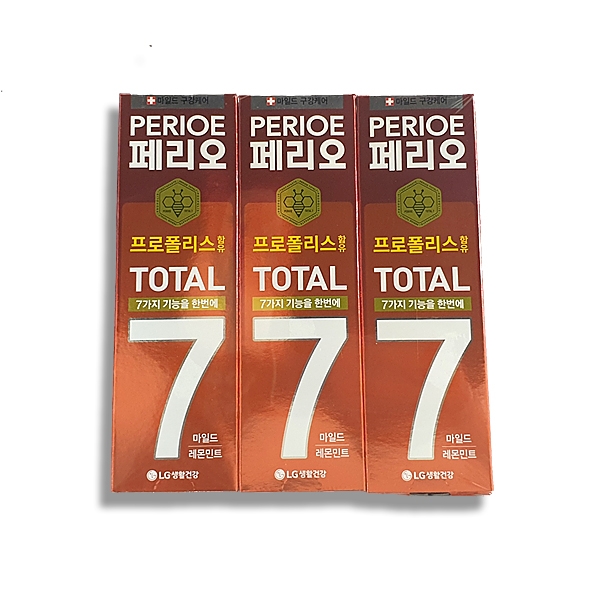 마일드 구강케어
PERIOE
페리오
프로폴리스 함유
TOTAL
7가지 기능을 한번에
7
마일드
레몬민트
LG생활건강
마일드 구강케어
PERIOE
페리오
프로폴리스 함유
TOTAL
7가지 기능을 한번에
7
마일드
레몬민트
LG생활건강
마일드 구강케어
PERIOE
페리오
프로폴리스 함유
TOTAL
7가지 기능을 한번에
7
마일드
레몬민트
LG생활건강